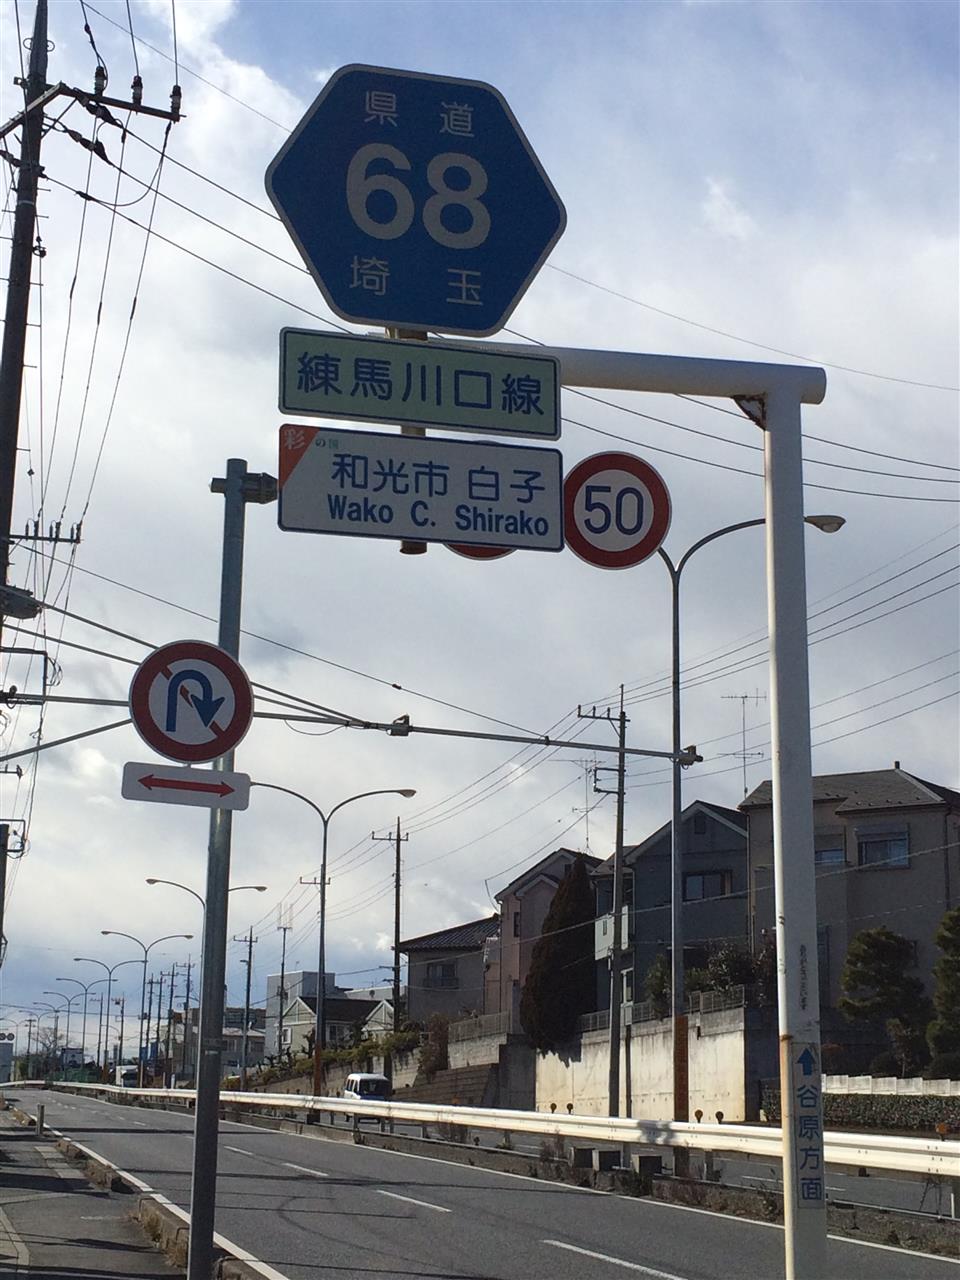 県道
68
埼玉
練馬川口線
彩の国
和光市 白子
Wako C. Shirako
50
谷原方面